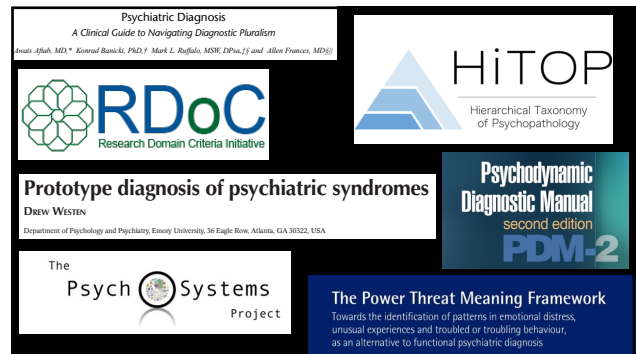 Psychiatric Diagnosis
A Clinical Guide to Navigating Diagnostic Pluralism
Awais Aftab, MD,* Konrad Banicki, PhD,† Mark L. Ruffalo, MSW, DPsa,‡§ and Allen Frances, MD§||
HiTOP
Hierarchical Taxonomy
of Psychopathology
RDoC
Research Domain Criteria Initiative
Prototype diagnosis of psychiatric syndromes
DREW WESTEN
Department of Psychology and Psychiatry, Emory University, 36 Eagle Row, Atlanta, GA 30322, USA
Psychodynamic
Diagnostic Manual
second edition
PDM-2
The
Psych Systems
Project
The Power Threat Meaning Framework
Towards the identification of patterns in emotional distress,
unusual experiences and troubled or troubling behaviour,
as an alternative to functional psychiatric diagnosis